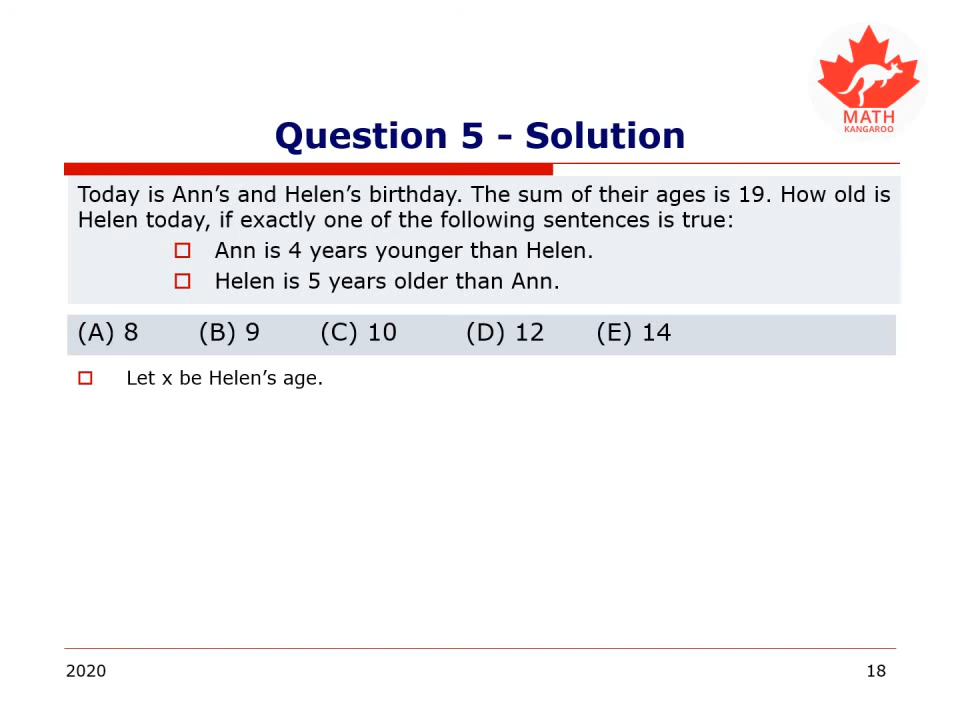 MATH
KANGAROO
Question 5 - Solution
Today is Ann's and Helen's birthday. The sum of their ages is 19. How old is
Helen today, if exactly one of the following sentences is true:
Ann is 4 years younger than Helen.
Helen is 5 years older than Ann.
(A) 8 (B) 9 (C) 10 (D) 12 (E) 14
Let x be Helen's age.
2020 18